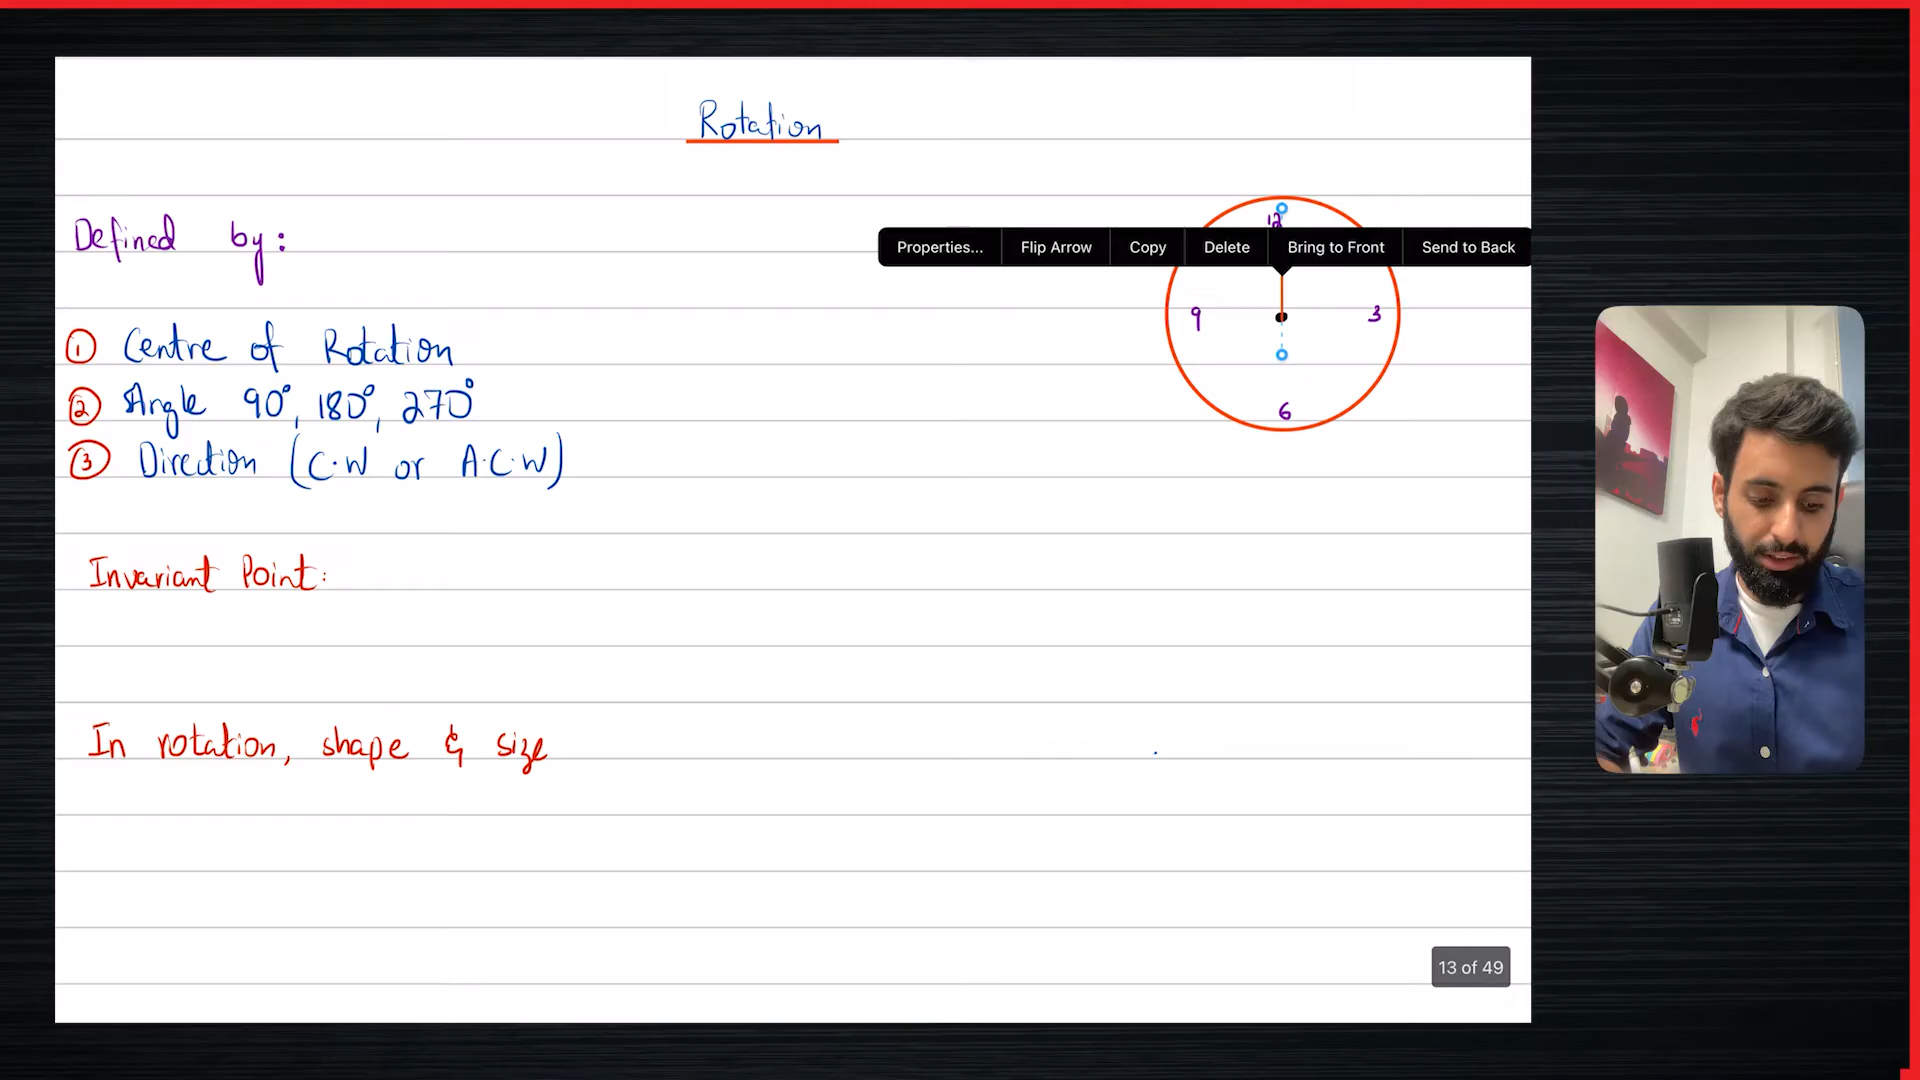 Rotation
Defined by:
12
Properties... Flip Arrow Copy Delete Bring to Front Send to Back
9 3
① Centre of Rotation
② Angle 90°, 180°, 270°
6
③ Direction (C.W or A.C.W)
Invariant Point:
In rotation, shape & size
13 of 49